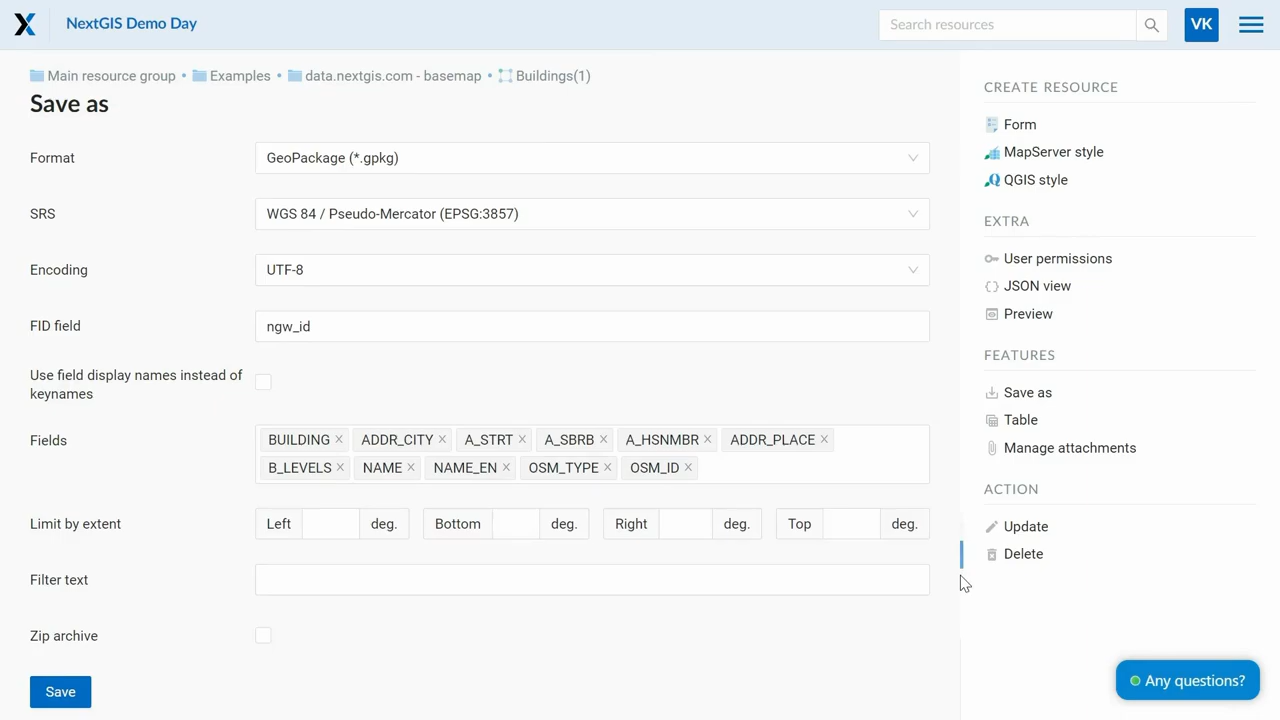 NextGIS Demo Day
Search resources
VK
Main resource group • Examples • data.nextgis.com - basemap • Buildings(1)
Save as
Format
GeoPackage (*.gpkg)
SRS
WGS 84 / Pseudo-Mercator (EPSG:3857)
Encoding
UTF-8
FID field
ngw_id
Use field display names instead of
keynames
Fields
BUILDING × ADDR_CITY × A_STRT × A_SBRB × A_HSNMBR × ADDR_PLACE ×
B_LEVELS × NAME × NAME_EN × OSM_TYPE × OSM_ID ×
Limit by extent
Left deg. Bottom deg. Right deg. Top deg.
Filter text
Zip archive
Save
CREATE RESOURCE
Form
MapServer style
QGIS style
EXTRA
User permissions
JSON view
Preview
FEATURES
Save as
Table
Manage attachments
ACTION
Update
Delete
Any questions?